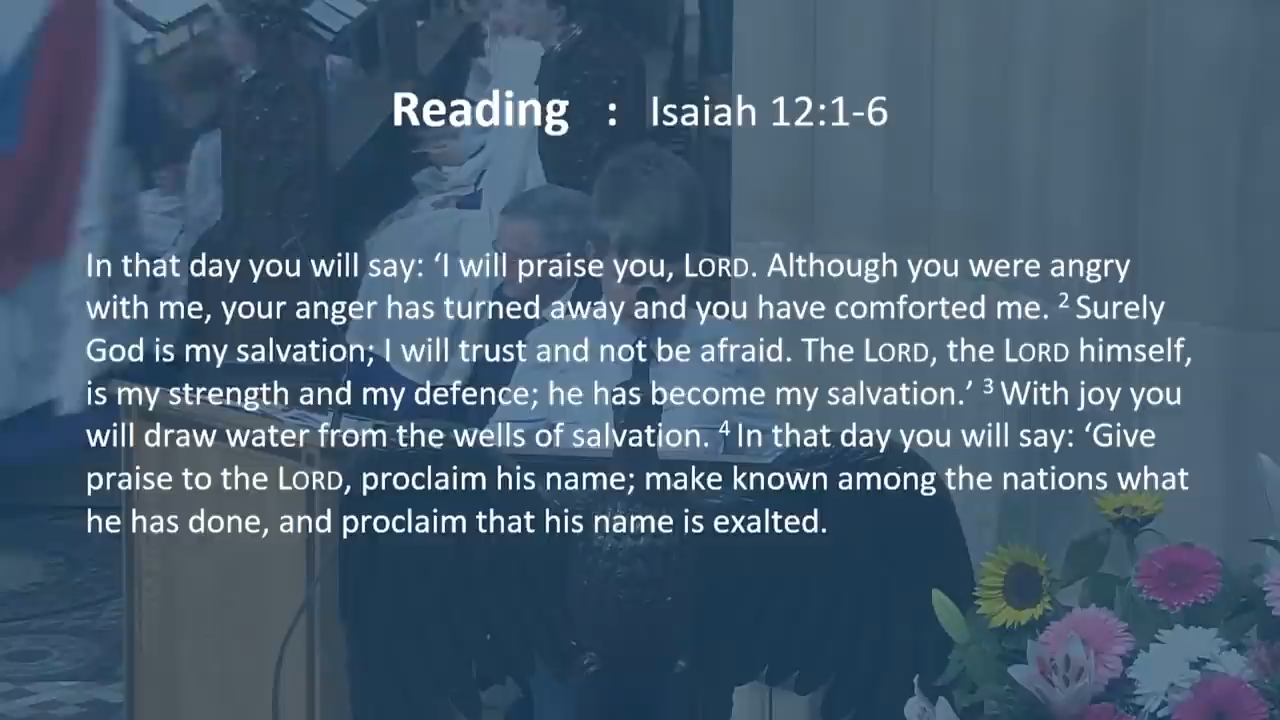 Reading : Isaiah 12:1-6
In that day you will say: ‘I will praise you, LORD. Although you were angry
with me, your anger has turned away and you have comforted me. ² Surely
God is my salvation; I will trust and not be afraid. The LORD, the LORD himself,
is my strength and my defence; he has become my salvation.’ ³ With joy you
will draw water from the wells of salvation. ⁴ In that day you will say: ‘Give
praise to the LORD, proclaim his name; make known among the nations what
he has done, and proclaim that his name is exalted.